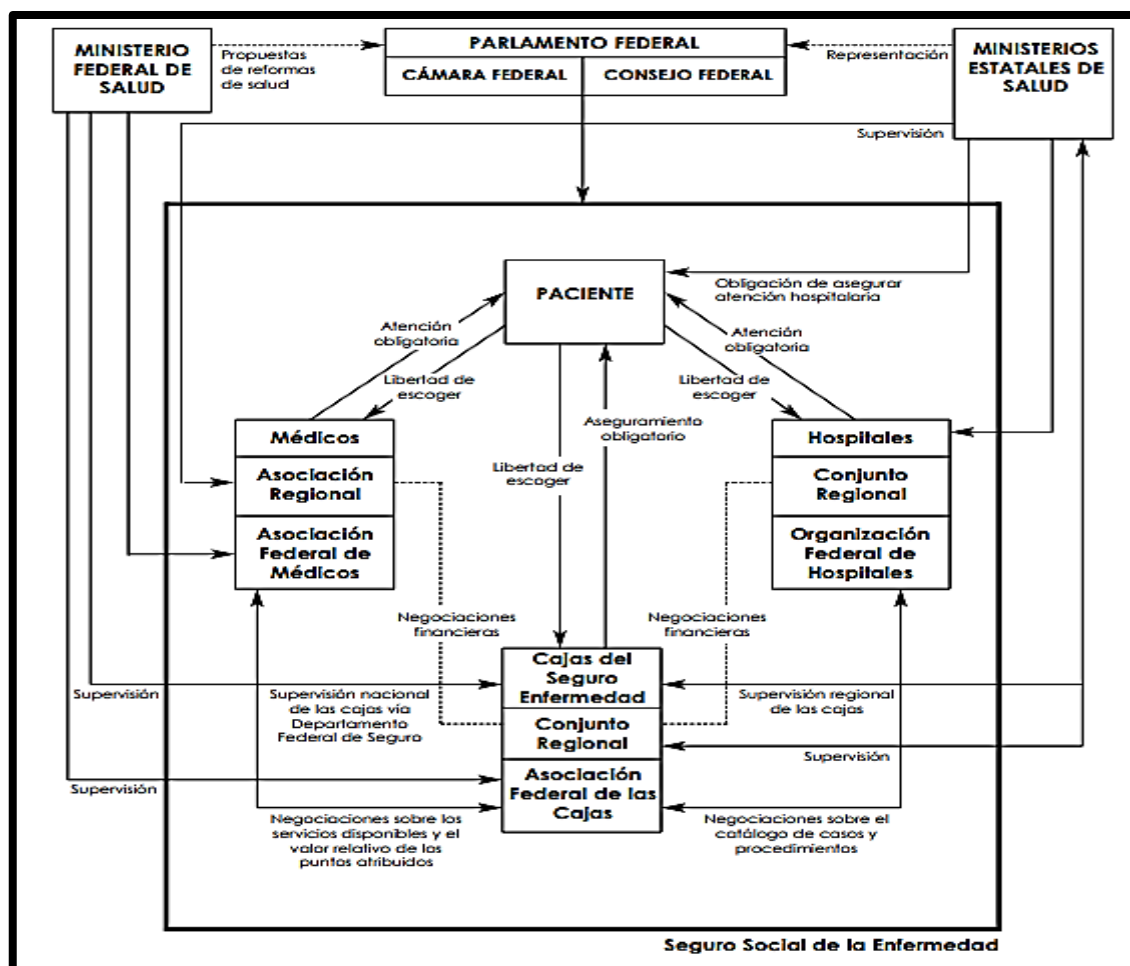 MINISTERIO
FEDERAL DE
SALUD
Propuestas
de reformas
de salud
PARLAMENTO FEDERAL
CÁMARA FEDERAL
CONSEJO FEDERAL
Representación
MINISTERIOS
ESTATALES DE
SALUD
Supervisión
PACIENTE
Obligación de asegurar
atención hospitalaria
Atención
obligatoria
Libertad de
escoger
Atención
obligatoria
Libertad de
escoger
Médicos
Asociación
Regional
Asociación
Federal de
Médicos
Aseguramiento
obligatorio
Libertad de
escoger
Hospitales
Conjunto
Regional
Organización
Federal de
Hospitales
Negociaciones
financieras
Negociaciones
financieras
Cajas del
Seguro
Enfermedad
Conjunto
Regional
Asociación
Federal de las
Cajas
Supervisión
Supervisión nacional
de las cajas vía
Departamento
Federal de Seguro
Supervisión regional
de las cajas
Supervisión
Supervisión
Negociaciones sobre los
servicios disponibles y el
valor relativo de los
puntos atribuidos
Negociaciones sobre el
catálogo de casos y
procedimientos
Seguro Social de la Enfermedad